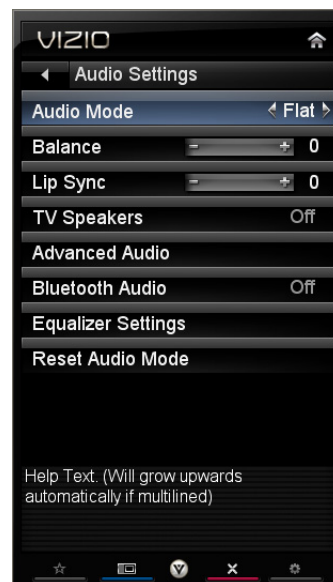 VIZIO
Audio Settings
Audio Mode Flat
Balance - + 0
Lip Sync - + 0
TV Speakers Off
Advanced Audio
Bluetooth Audio Off
Equalizer Settings
Reset Audio Mode
Help Text. (Will grow upwards
automatically if multilined)
V